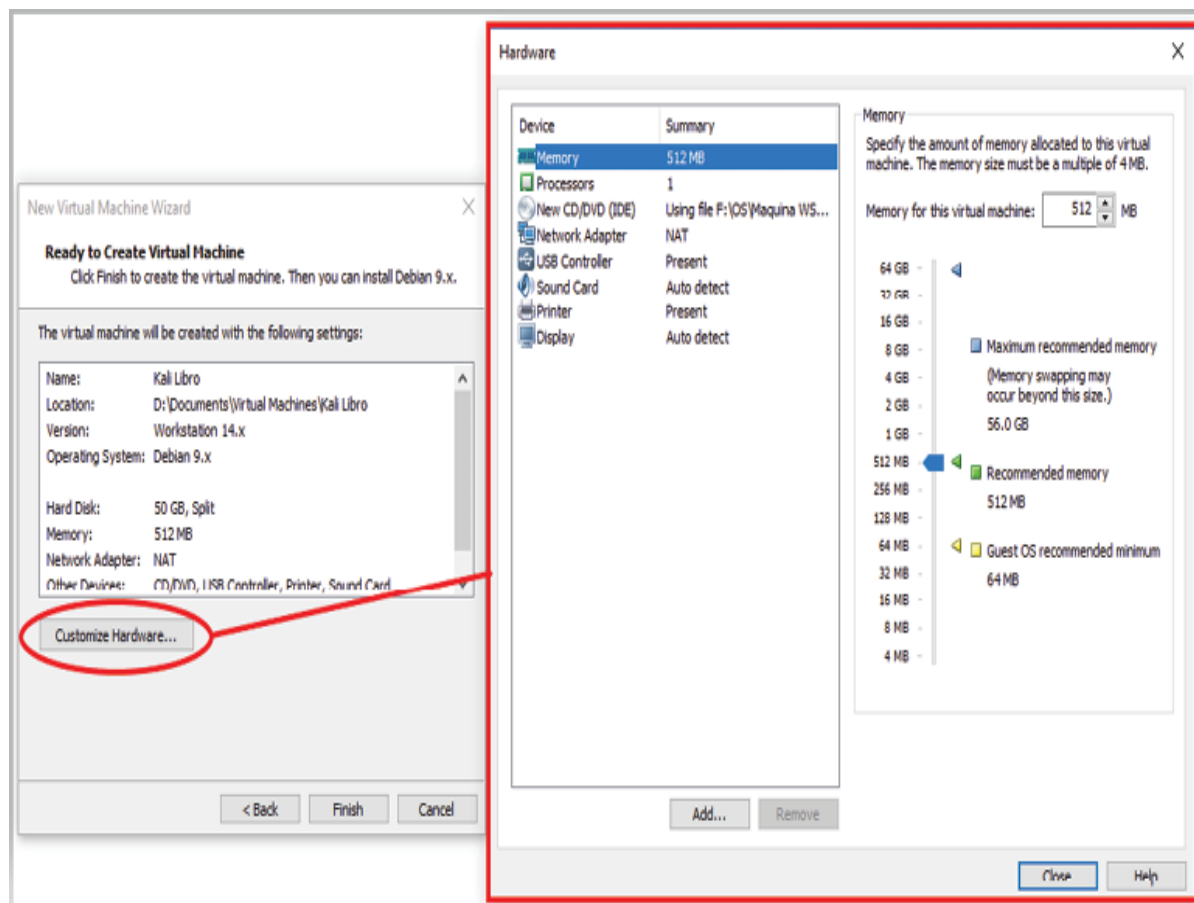 New Virtual Machine Wizard
Ready to Create Virtual Machine
Click Finish to create the virtual machine. Then you can install Debian 9.x.
The virtual machine will be created with the following settings:
Name: Kali Libro
Location: D:\Documents\Virtual Machines\Kali Libro
Version: Workstation 14.x
Operating System: Debian 9.x
Hard Disk: 50 GB, Split
Memory: 512 MB
Network Adapter: NAT
Other Devices: CD/DVD, USB Controller, Printer, Sound Card
Customize Hardware...
< Back Finish Cancel
Hardware
Device Summary
Memory 512 MB
Processors 1
New CD/DVD (IDE) Using file F:\OS\Maquina WS...
Network Adapter NAT
USB Controller Present
Sound Card Auto detect
Printer Present
Display Auto detect
Add... Remove
Memory
Specify the amount of memory allocated to this virtual
machine. The memory size must be a multiple of 4 MB.
Memory for this virtual machine: 512 MB
64 GB
32 GB
16 GB
8 GB
4 GB
2 GB
1 GB
512 MB
256 MB
128 MB
64 MB
32 MB
16 MB
8 MB
4 MB
Maximum recommended memory
(Memory swapping may
occur beyond this size.)
56.0 GB
Recommended memory
512 MB
Guest OS recommended minimum
64 MB
Close Help